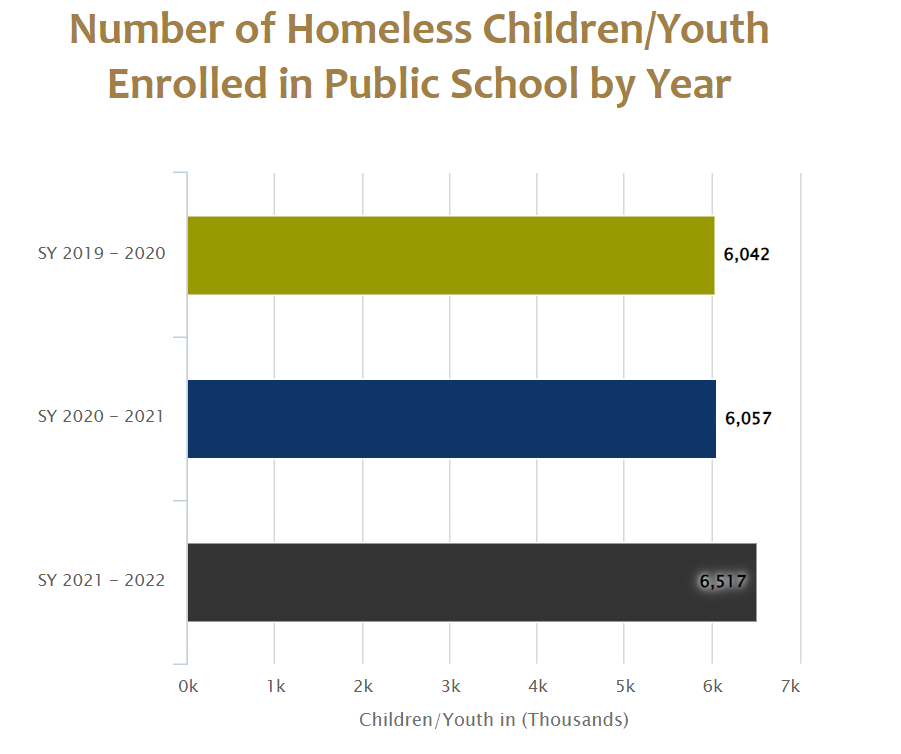 Number of Homeless Children/Youth
Enrolled in Public School by Year
SY 2019 – 2020
6,042
SY 2020 – 2021
6,057
SY 2021 – 2022
6,517
0k 1k 2k 3k 4k 5k 6k 7k
Children/Youth in (Thousands)